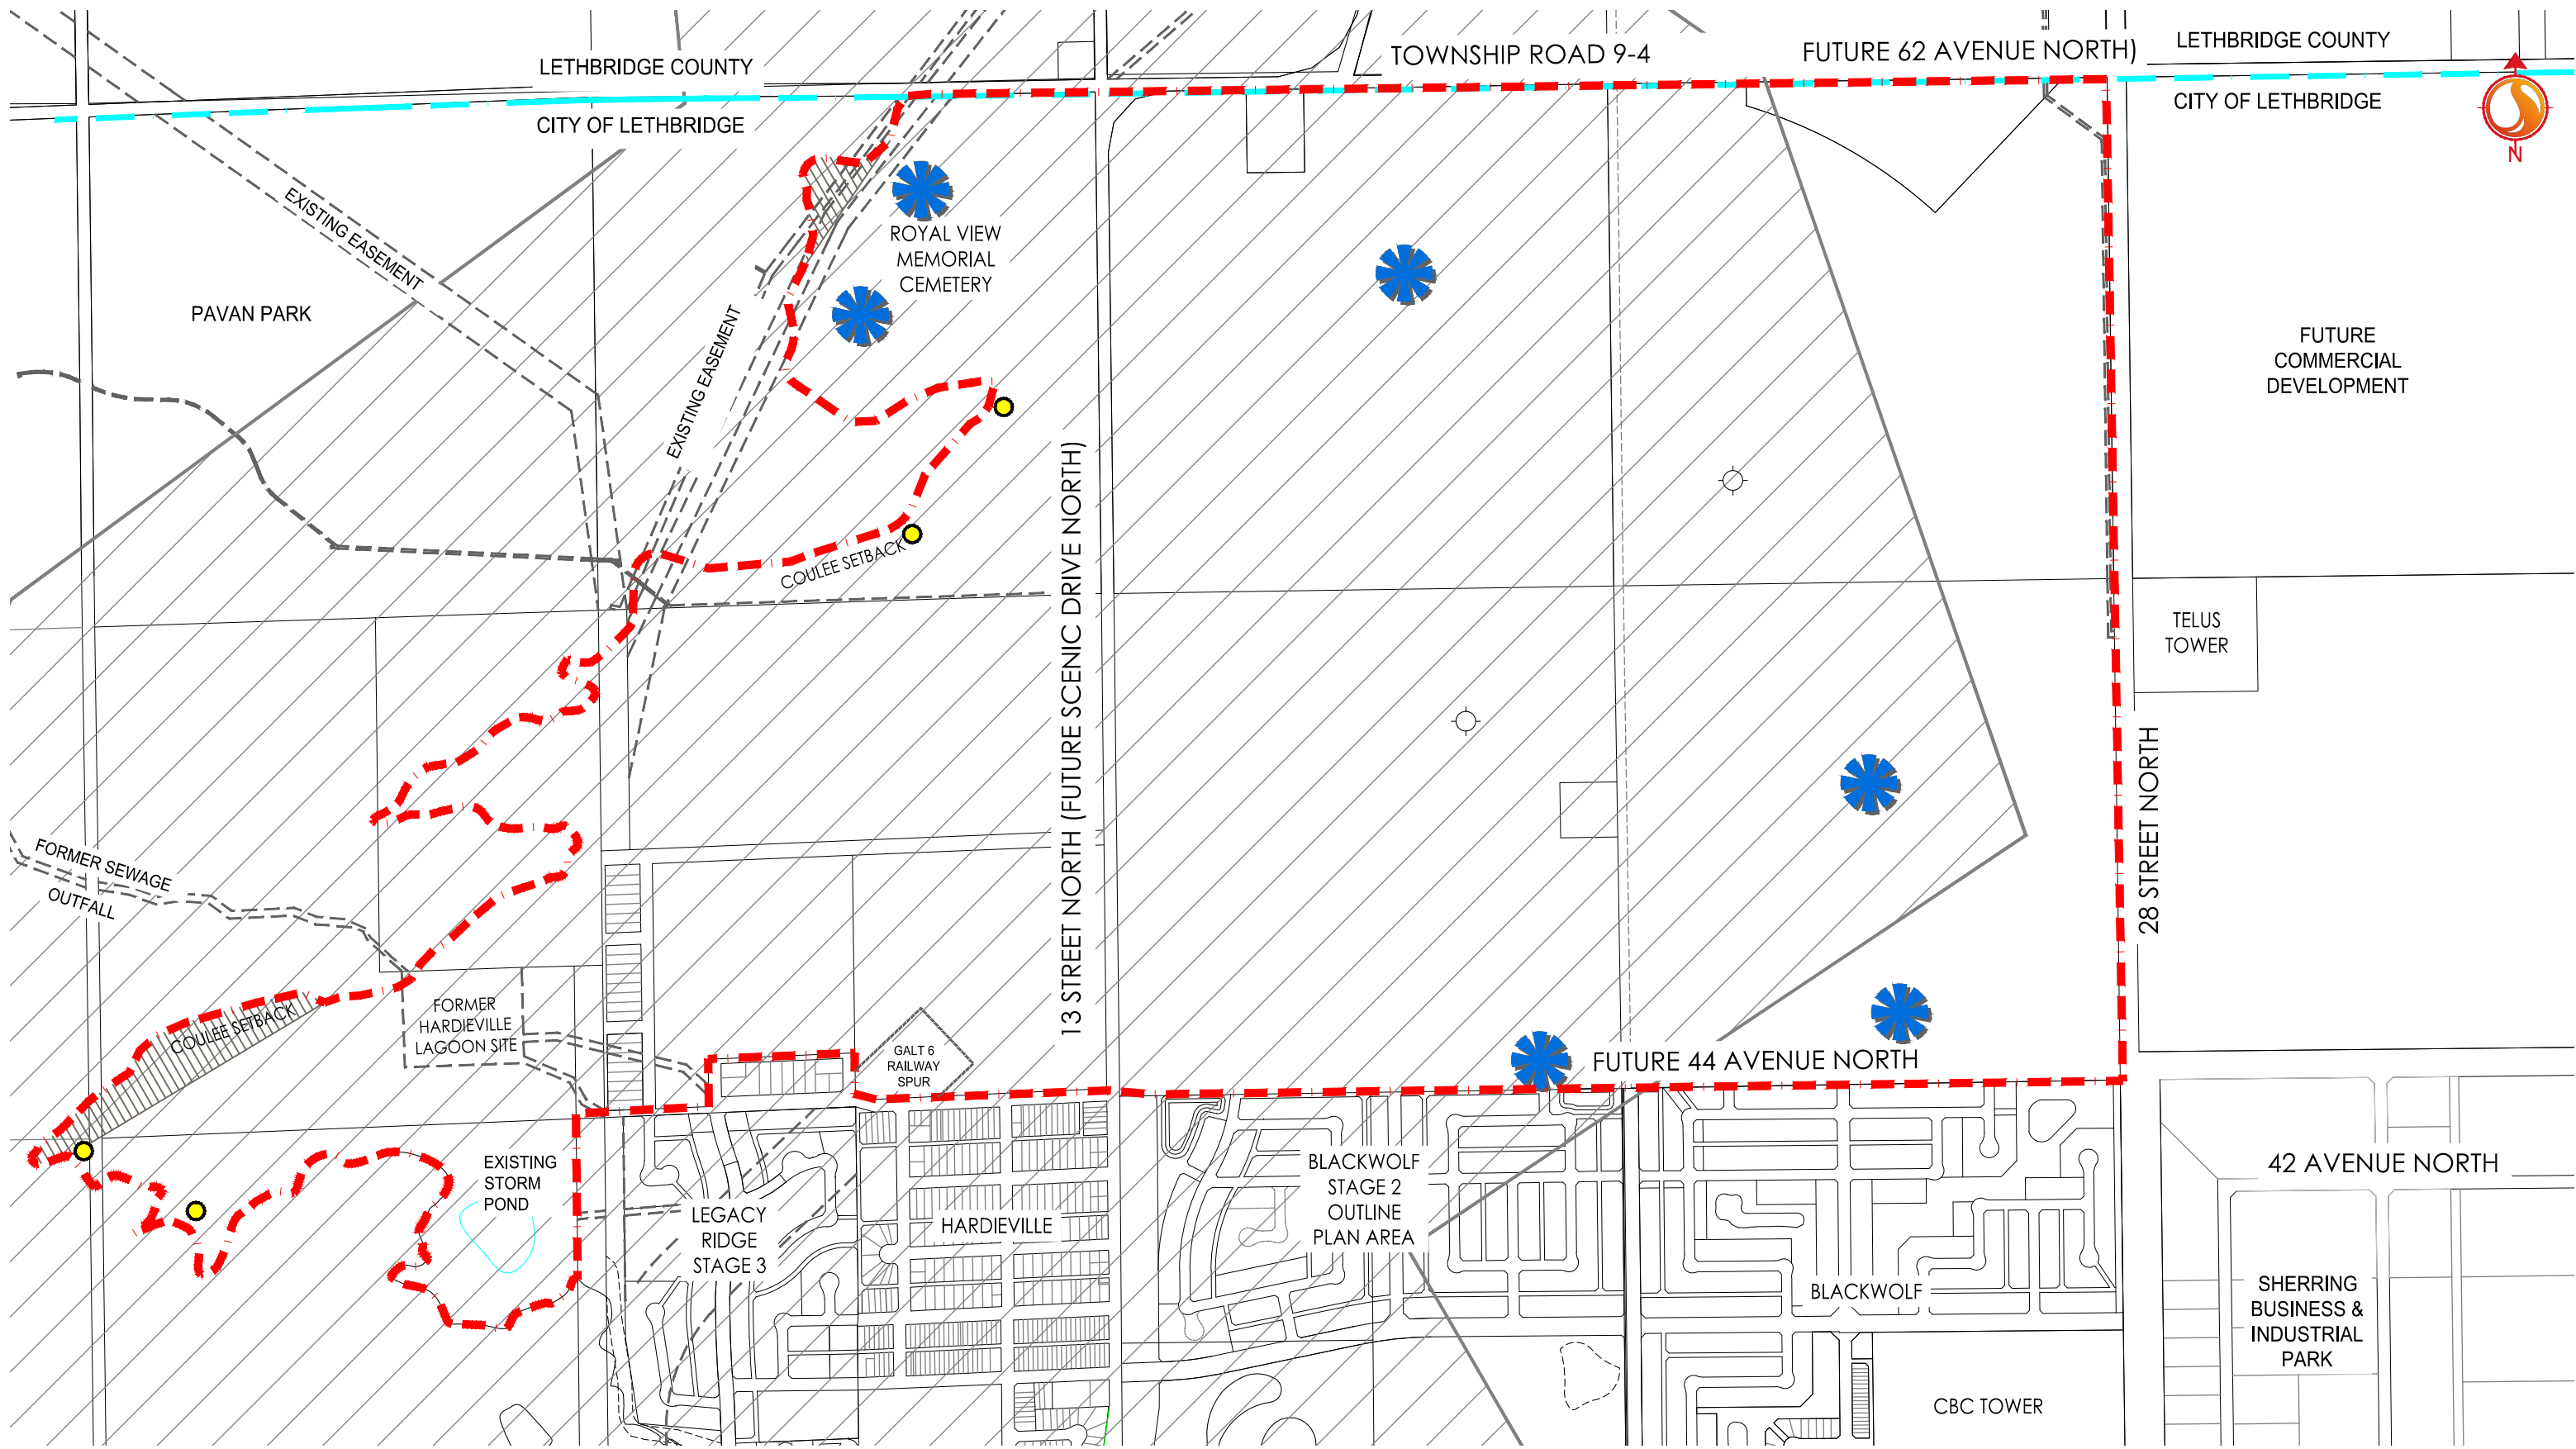 LETHBRIDGE COUNTY
CITY OF LETHBRIDGE
TOWNSHIP ROAD 9-4
FUTURE 62 AVENUE NORTH)
LETHBRIDGE COUNTY
CITY OF LETHBRIDGE
N
EXISTING EASEMENT
PAVAN PARK
ROYAL VIEW
MEMORIAL
CEMETERY
EXISTING EASEMENT
FUTURE
COMMERCIAL
DEVELOPMENT
COULEE SETBACK
13 STREET NORTH (FUTURE SCENIC DRIVE NORTH)
TELUS
TOWER
28 STREET NORTH
FORMER SEWAGE
OUTFALL
COULEE SETBACK
FORMER
HARDIEVILLE
LAGOON SITE
GALT 6
RAILWAY
SPUR
FUTURE 44 AVENUE NORTH
EXISTING
STORM
POND
LEGACY
RIDGE
STAGE 3
HARDIEVILLE
BLACKWOLF
STAGE 2
OUTLINE
PLAN AREA
BLACKWOLF
42 AVENUE NORTH
SHERRING
BUSINESS &
INDUSTRIAL
PARK
CBC TOWER